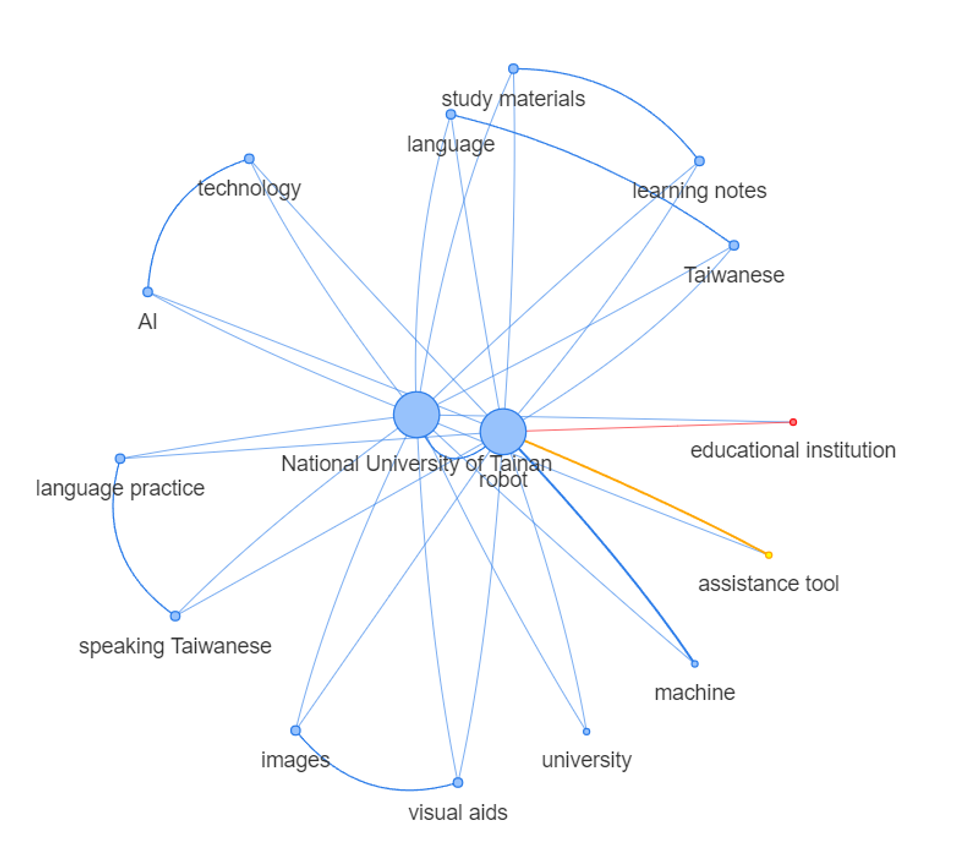 study materials
language
technology
learning notes
Taiwanese
AI
educational institution
National University of Tainan
robot
language practice
assistance tool
speaking Taiwanese
machine
images
university
visual aids